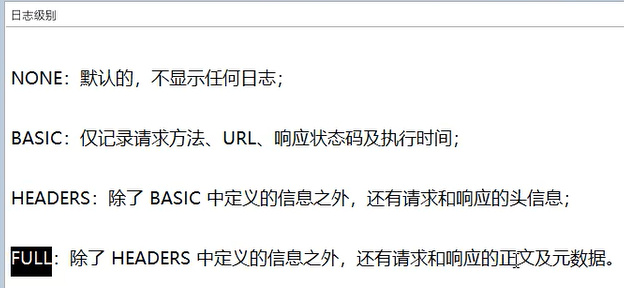 日志级别
NONE：默认的，不显示任何日志；
BASIC：仅记录请求方法、URL、响应状态码及执行时间；
HEADERS：除了 BASIC 中定义的信息之外，还有请求和响应的头信息；
FULL：除了 HEADERS 中定义的信息之外，还有请求和响应的正文及元数据。